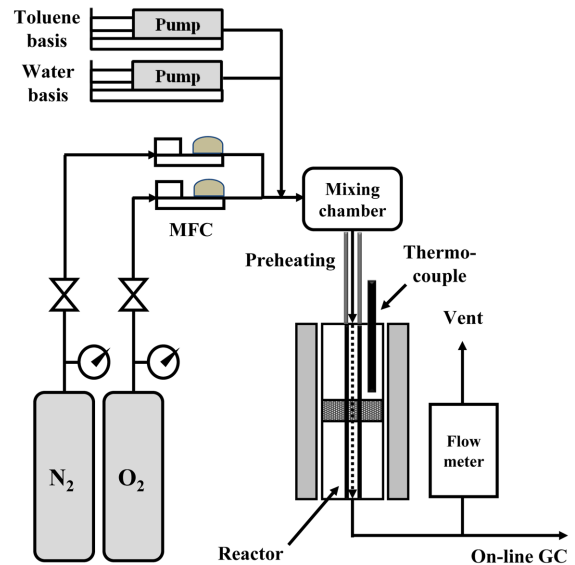 Toluene
basis
Pump
Water
basis
Pump
MFC
Mixing
chamber
Preheating
Thermo-
couple
Vent
N2
O2
Flow
meter
Reactor
On-line GC